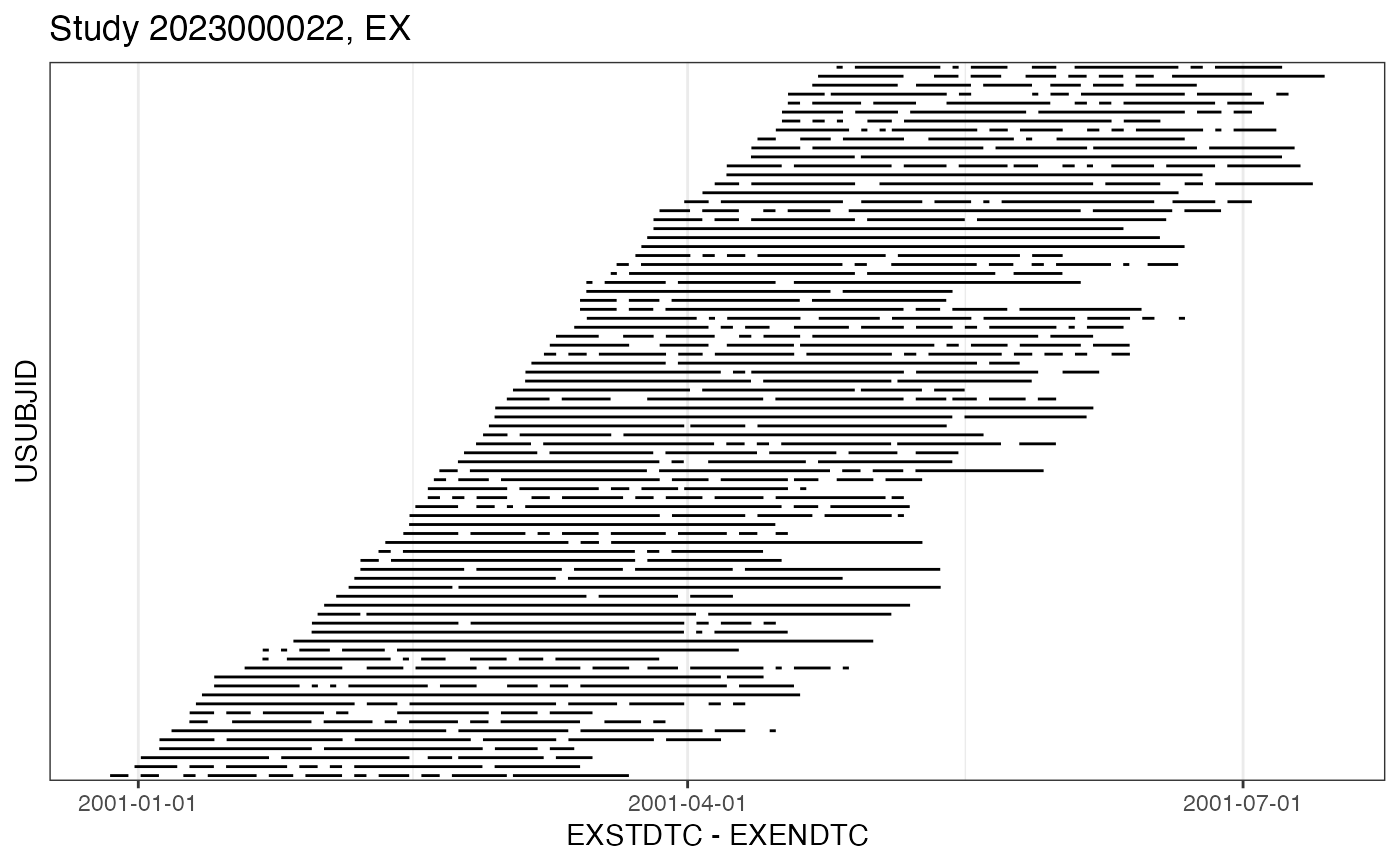 Study 2023000022, EX
USUBJID
2001-01-01
2001-04-01
2001-07-01
EXSTDTC - EXENDTC